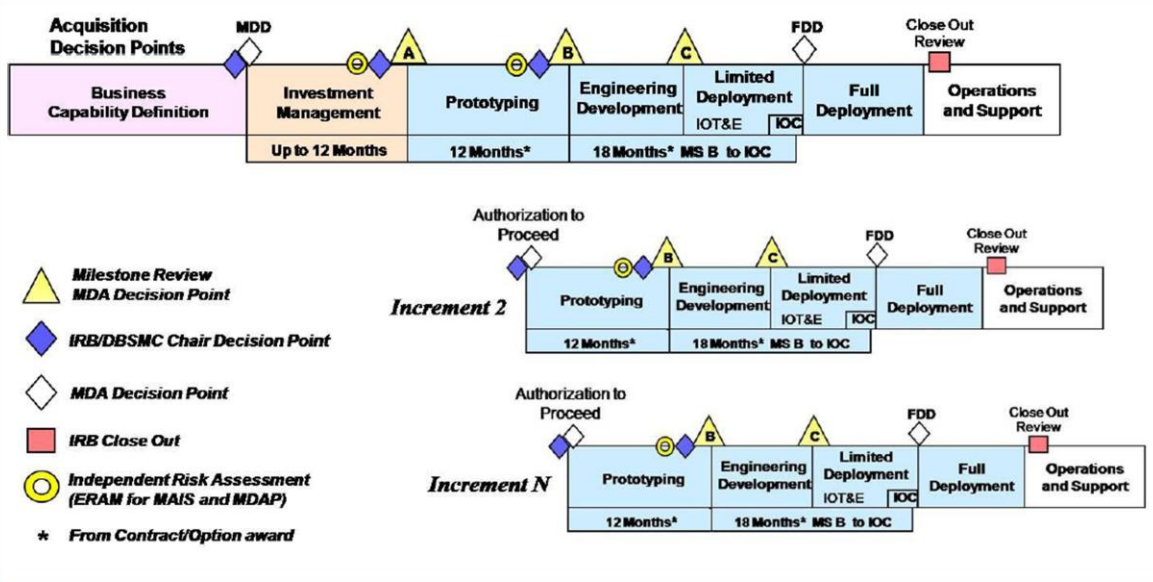 Acquisition
Decision Points
MDD
A
B
C
FDD
Close Out
Review
Business
Capability Definition
Investment
Management
Prototyping
Engineering
Development
Limited
Deployment
IOT&E
IOC
Full
Deployment
Operations
and Support
Up to 12 Months
12 Months*
18 Months* MS B to IOC
Authorization to
Proceed
B
C
FDD
Close Out
Review
Increment 2
Prototyping
Engineering
Development
Limited
Deployment
IOT&E
IOC
Full
Deployment
Operations
and Support
12 Months*
18 Months* MS B to IOC
Authorization to
Proceed
B
C
FDD
Close Out
Review
Increment N
Prototyping
Engineering
Development
Limited
Deployment
IOT&E
IOC
Full
Deployment
Operations
and Support
12 Months*
18 Months* MS B to IOC
Milestone Review
MDA Decision Point
IRB/DBSMC Chair Decision Point
MDA Decision Point
IRB Close Out
Independent Risk Assessment
(ERAM for MAIS and MDAP)
* From Contract/Option award